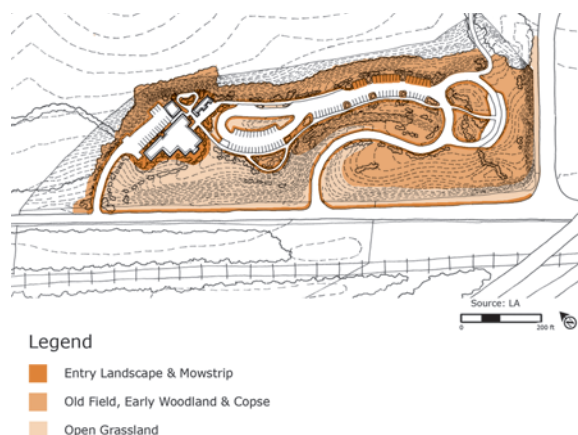 Source: LA
0
200 ft
Legend
Entry Landscape & Mowstrip
Old Field, Early Woodland & Copse
Open Grassland